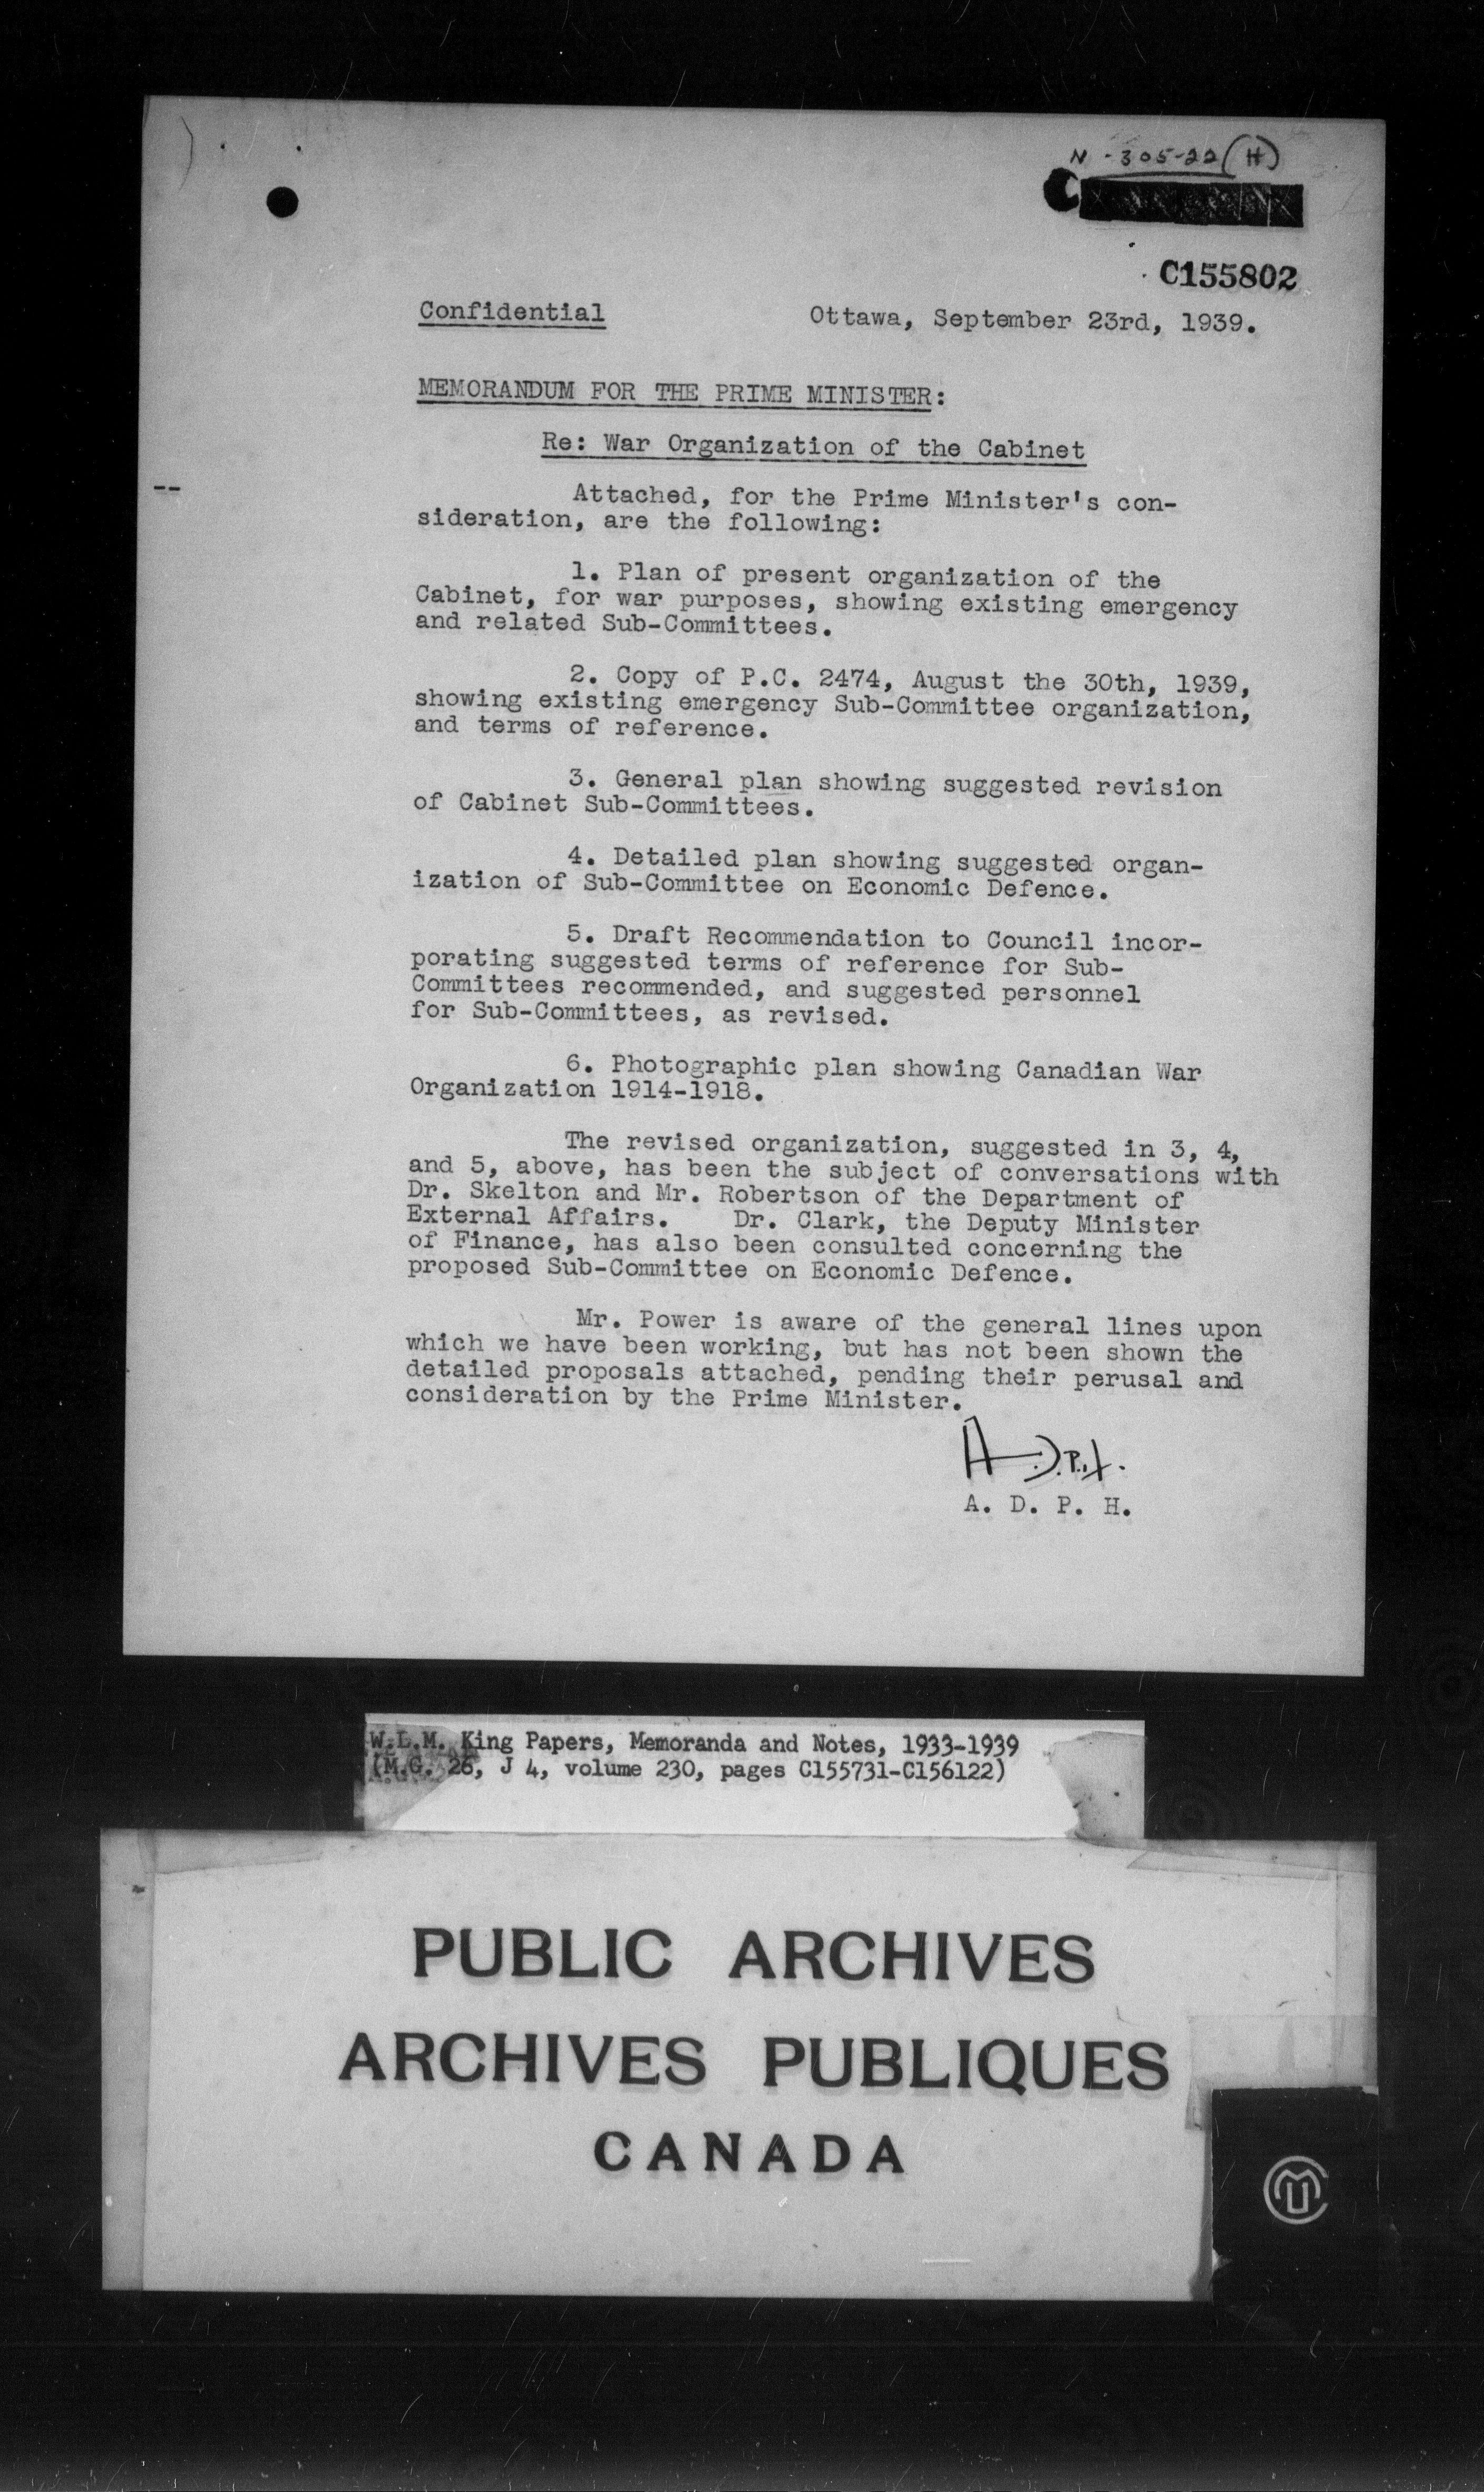 N - 305-22 (H)
C155802
Confidential Ottawa, September 23rd, 1939.
MEMORANDUM FOR THE PRIME MINISTER:
Re: War Organization of the Cabinet
--
Attached, for the Prime Minister's con-
sideration, are the following:
1. Plan of present organization of the
Cabinet, for war purposes, showing existing emergency
and related Sub-Committees.
2. Copy of P.C. 2474, August the 30th, 1939,
showing existing emergency Sub-Committee organization,
and terms of reference.
3. General plan showing suggested revision
of Cabinet Sub-Committees.
4. Detailed plan showing suggested organ-
ization of Sub-Committee on Economic Defence.
5. Draft Recommendation to Council incor-
porating suggested terms of reference for Sub-
Committees recommended, and suggested personnel
for Sub-Committees, as revised.
6. Photographic plan showing Canadian War
Organization 1914-1918.
The revised organization, suggested in 3, 4,
and 5, above, has been the subject of conversations with
Dr. Skelton and Mr. Robertson of the Department of
External Affairs. Dr. Clark, the Deputy Minister
of Finance, has also been consulted concerning the
proposed Sub-Committee on Economic Defence.
Mr. Power is aware of the general lines upon
which we have been working, but has not been shown the
detailed proposals attached, pending their perusal and
consideration by the Prime Minister.
A.D.P.H.
A. D. P. H.
W.L.M. King Papers, Memoranda and Notes, 1933-1939
(M.G. 26, J 4, volume 230, pages C155731-C156122)
PUBLIC ARCHIVES
ARCHIVES PUBLIQUES
CANADA